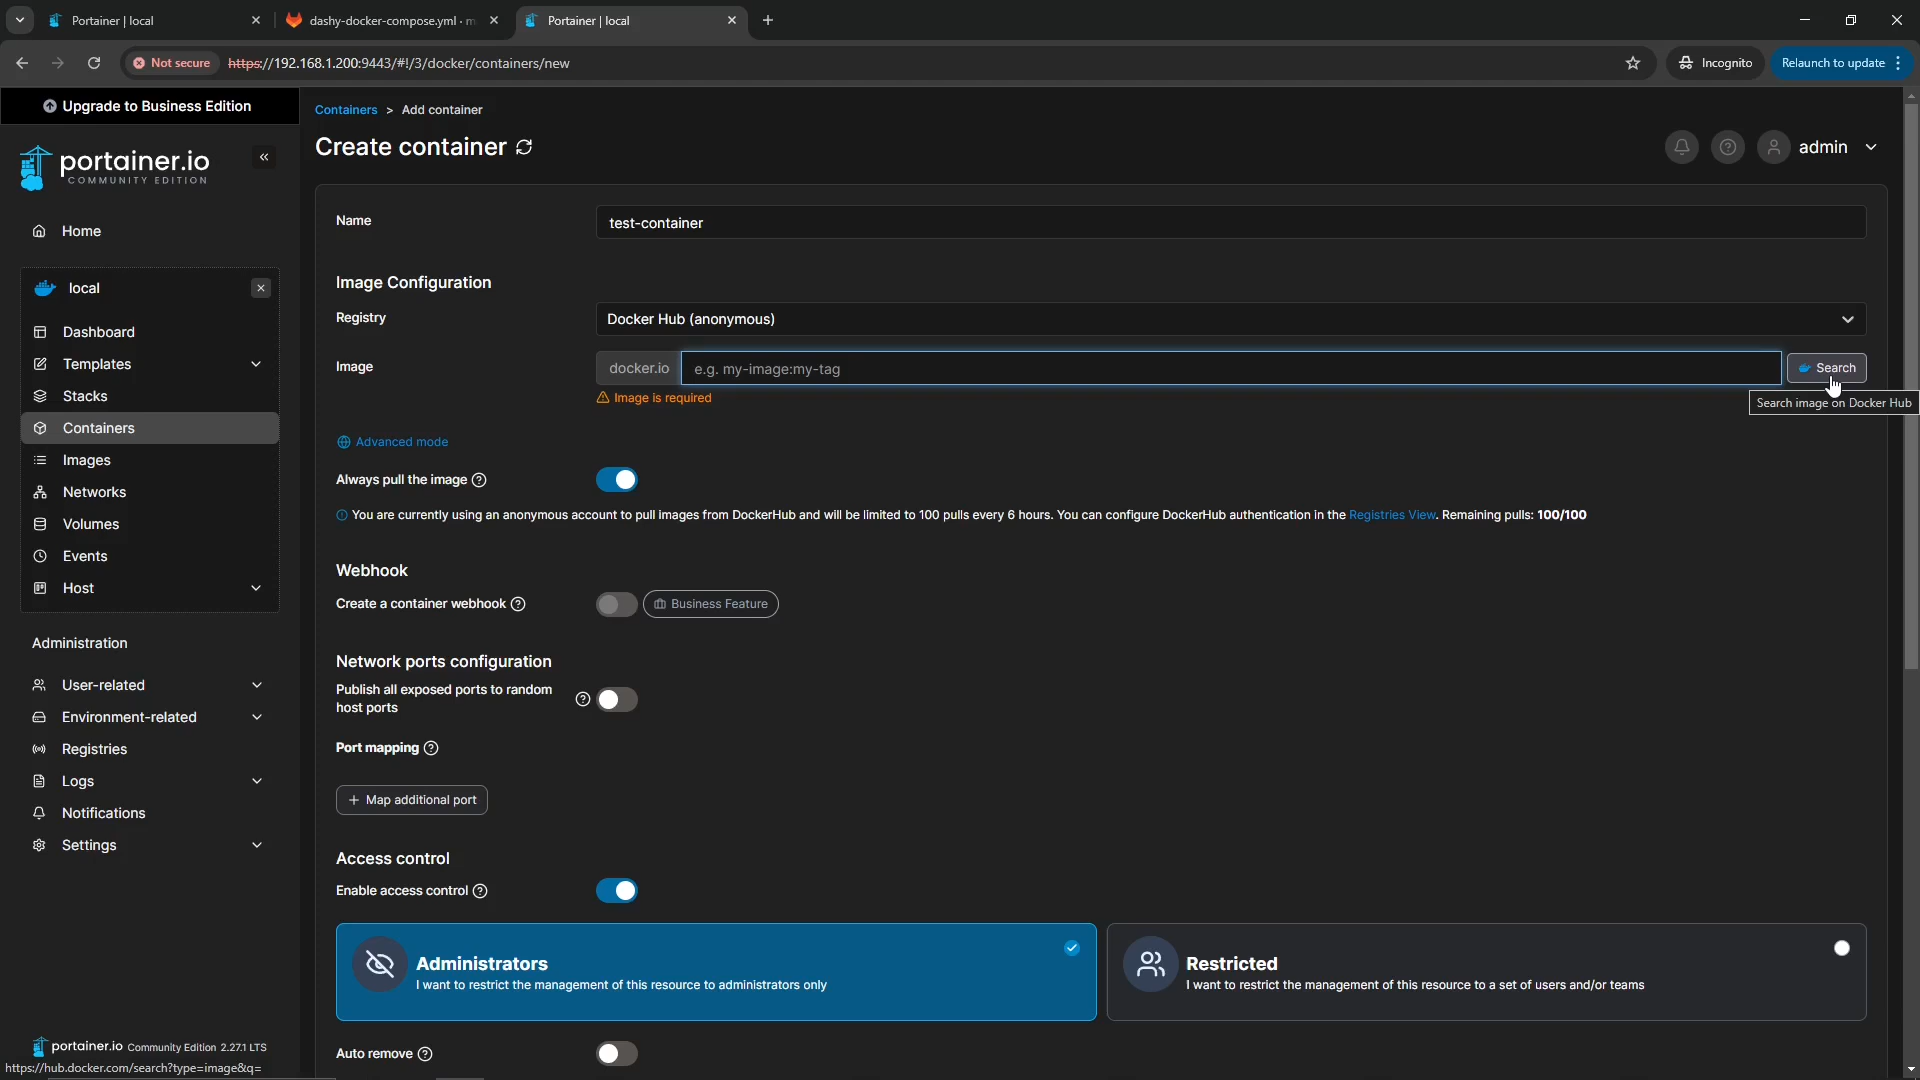 Portainer | local
dashy-docker-compose.yml · m
Portainer | local
Not secure
https://192.168.1.200:9443/#!/3/docker/containers/new
Incognito
Relaunch to update
Upgrade to Business Edition
portainer.io
COMMUNITY EDITION
Home
local
Dashboard
Templates
Stacks
Containers
Images
Networks
Volumes
Events
Host
Administration
User-related
Environment-related
Registries
Logs
Notifications
Settings
portainer.io Community Edition 2.27.1 LTS
https://hub.docker.com/search?type=image&q=
Containers > Add container
Create container
admin
Name
test-container
Image Configuration
Registry
Docker Hub (anonymous)
Image
docker.io
e.g. my-image:my-tag
Search
Image is required
Search image on Docker Hub
Advanced mode
Always pull the image
You are currently using an anonymous account to pull images from DockerHub and will be limited to 100 pulls every 6 hours. You can configure DockerHub authentication in the Registries View. Remaining pulls: 100/100
Webhook
Create a container webhook
Business Feature
Network ports configuration
Publish all exposed ports to random
host ports
Port mapping
+ Map additional port
Access control
Enable access control
Administrators
I want to restrict the management of this resource to administrators only
Restricted
I want to restrict the management of this resource to a set of users and/or teams
Auto remove